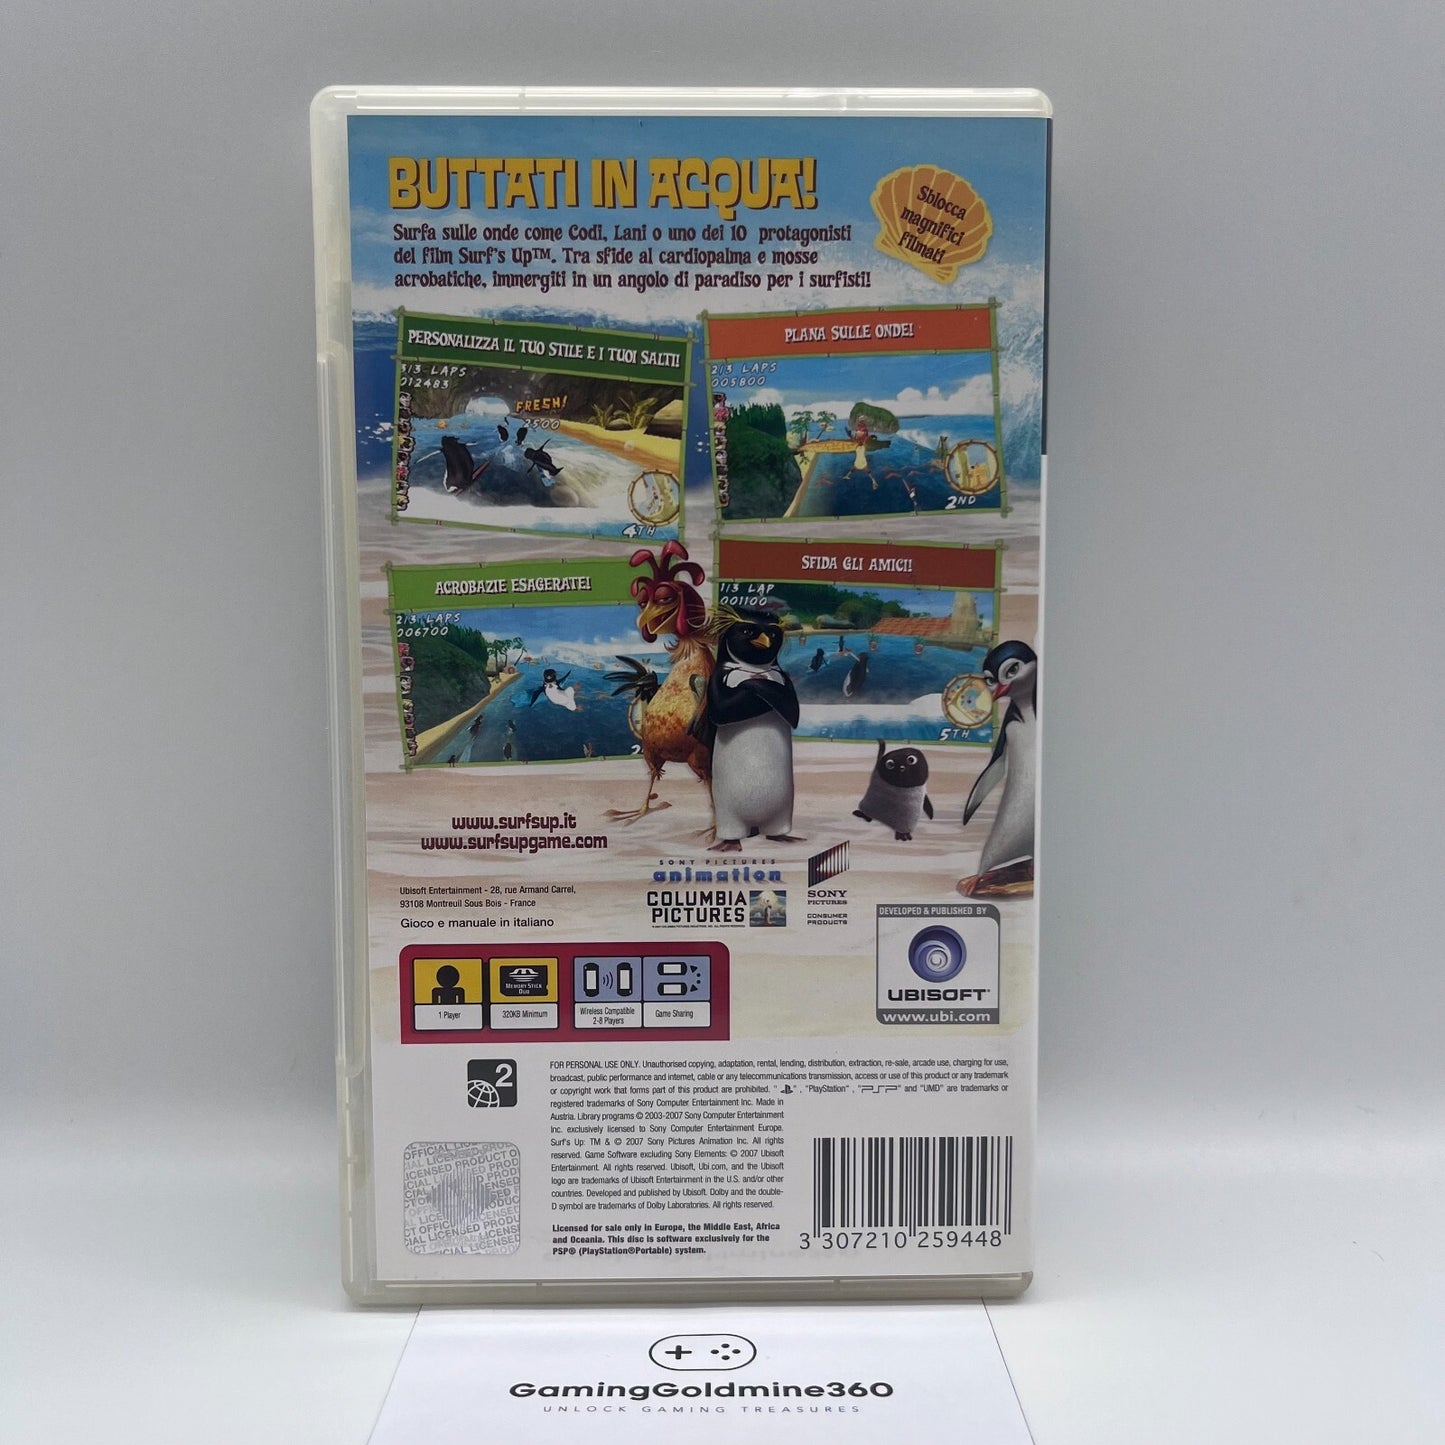 BUTTATI IN ACQUA!
Surfa sulle onde come Codi, Lani o uno dei 10 protagonisti
del film Surf's Up™. Tra sfide al cardiopalma e mosse
acrobatiche, immergiti in un angolo di paradiso per i surfisti!
Sblocca
magnifici
filmati
PERSONALIZZA IL TUO STILE E I TUOI SALTI!
3/3 LAPS
012483
FRESH!
2500
4TH
PLANA SULLE ONDE!
2/3 LAPS
005800
2ND
ACROBAZIE ESAGERATE!
2/3 LAPS
006700
SFIDA GLI AMICI!
1/3 LAP
001100
5TH
www.surfsup.it
www.surfsupgame.com
Ubisoft Entertainment - 28, rue Armand Carrel,
93108 Montreuil Sous Bois - France
Gioco e manuale in italiano
SONY PICTURES
animation
COLUMBIA
PICTURES
SONY
PICTURES
CONSUMER
PRODUCTS
DEVELOPED & PUBLISHED BY
UBISOFT
www.ubi.com
1 Player
MEMORY STICK
DUO
320KB Minimum
Wireless Compatible
2-8 Players
Game Sharing
2
FOR PERSONAL USE ONLY. Unauthorised copying, adaptation, rental, lending, distribution, extraction, re-sale, arcade use, charging for use,
broadcast, public performance and internet, cable or any telecommunications transmission, access or use of this product or any trademark
or copyright work that forms part of this product are prohibited. " ", "PlayStation", "PSP" and "UMD" are trademarks or
registered trademarks of Sony Computer Entertainment Inc. Made in
Austria. Library programs © 2003-2007 Sony Computer Entertainment
Inc. exclusively licensed to Sony Computer Entertainment Europe.
Surf's Up: TM & © 2007 Sony Pictures Animation Inc. All rights
reserved. Game Software excluding Sony Elements: © 2007 Ubisoft
Entertainment. All rights reserved. Ubisoft, Ubi.com, and the Ubisoft
logo are trademarks of Ubisoft Entertainment in the U.S. and/or other
countries. Developed and published by Ubisoft. Dolby and the double-
D symbol are trademarks of Dolby Laboratories. All rights reserved.
Licensed for sale only in Europe, the Middle East, Africa
and Oceania. This disc is software exclusively for the
PSP® (PlayStation®Portable) system.
OFFICIAL LICENSED PRODUCT
3 307210 259448
GamingGoldmine360
UNLOCK GAMING TREASURES